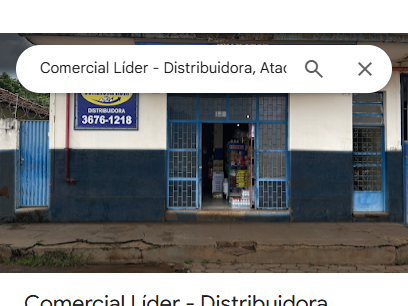 Comercial Líder - Distribuidora, Atac
DISTRIBUIDORA
3676-1218
Comercial Líder - Distribuidora